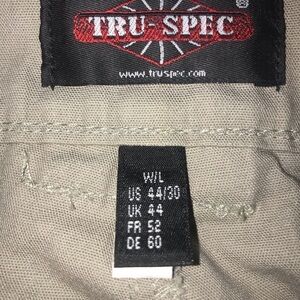 TRU-SPEC
®
www.truspec.com
W/L
US 44/30
UK 44
FR 52
DE 60